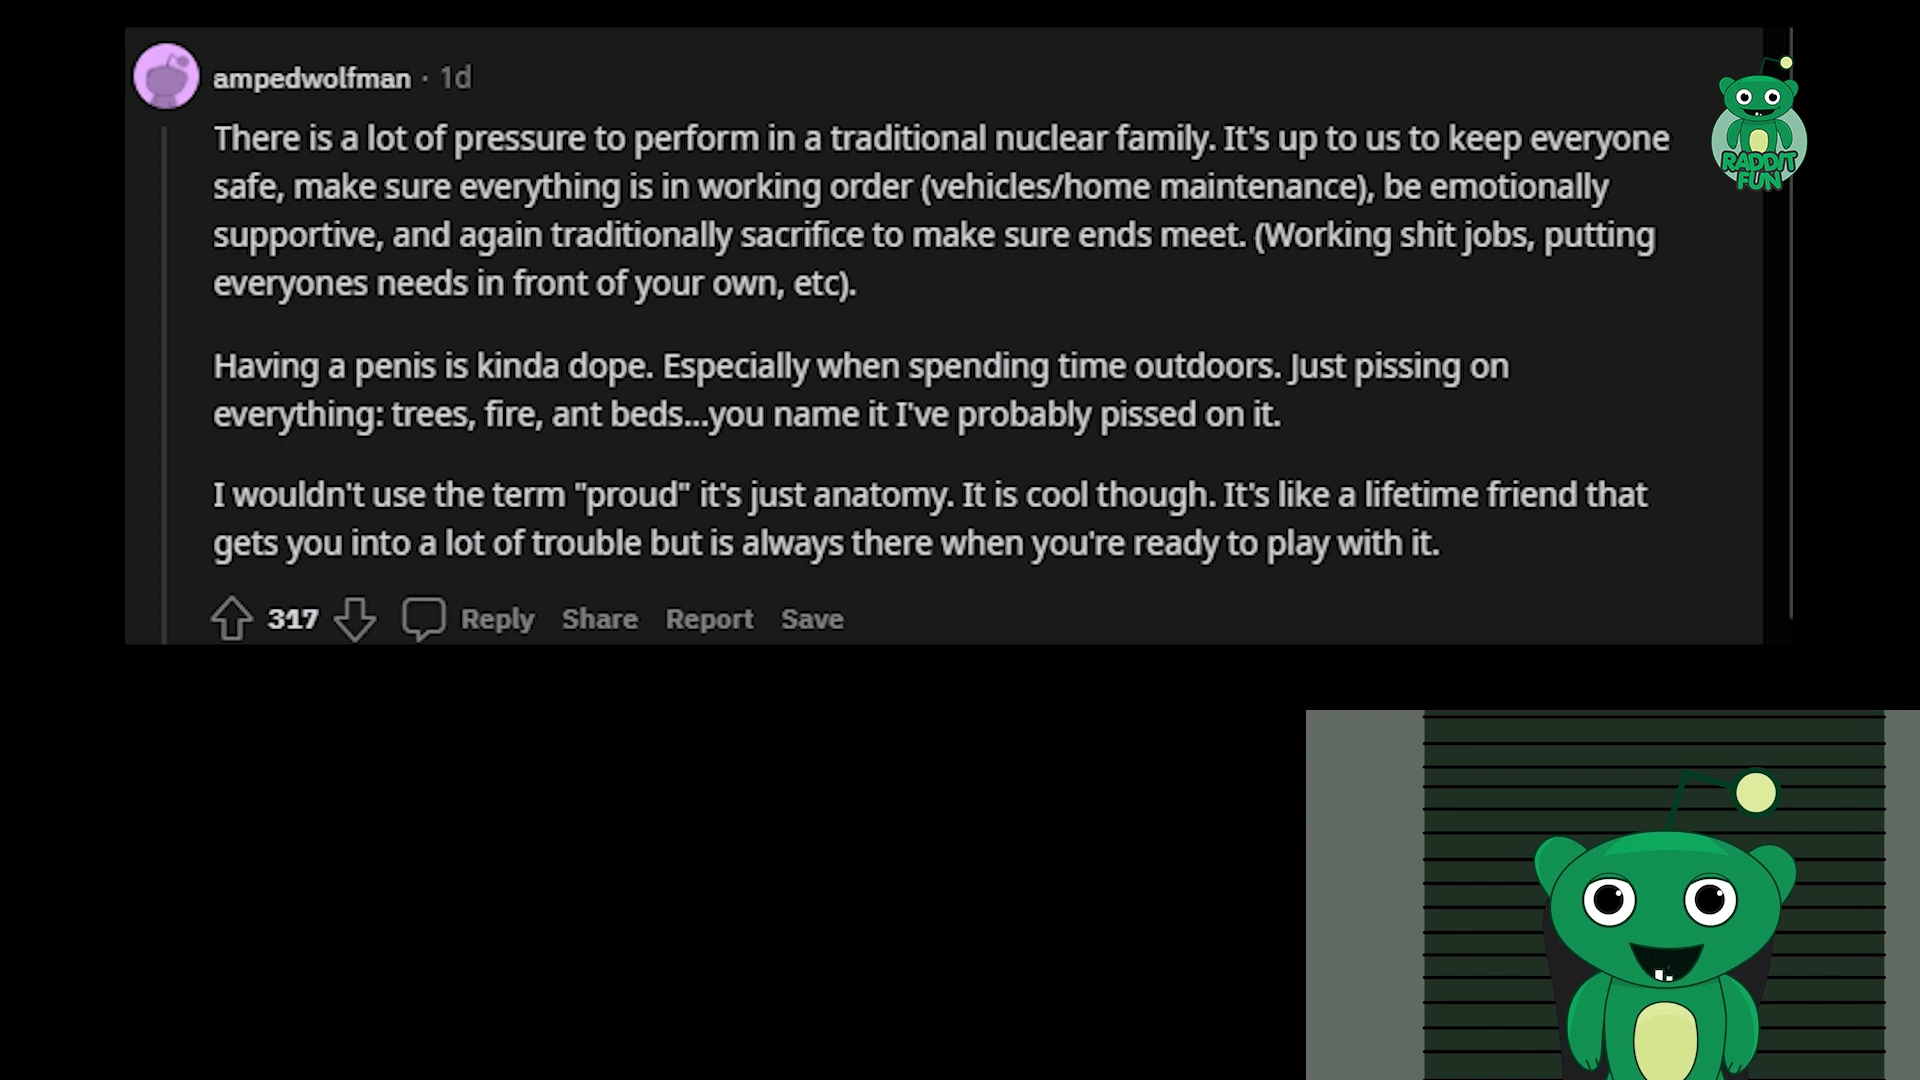 ampedwolfman · 1d
There is a lot of pressure to perform in a traditional nuclear family. It's up to us to keep everyone
safe, make sure everything is in working order (vehicles/home maintenance), be emotionally
supportive, and again traditionally sacrifice to make sure ends meet. (Working shit jobs, putting
everyones needs in front of your own, etc).
Having a penis is kinda dope. Especially when spending time outdoors. Just pissing on
everything: trees, fire, ant beds...you name it I've probably pissed on it.
I wouldn't use the term "proud" it's just anatomy. It is cool though. It's like a lifetime friend that
gets you into a lot of trouble but is always there when you're ready to play with it.
317 Reply Share Report Save
RADDIT
FUN